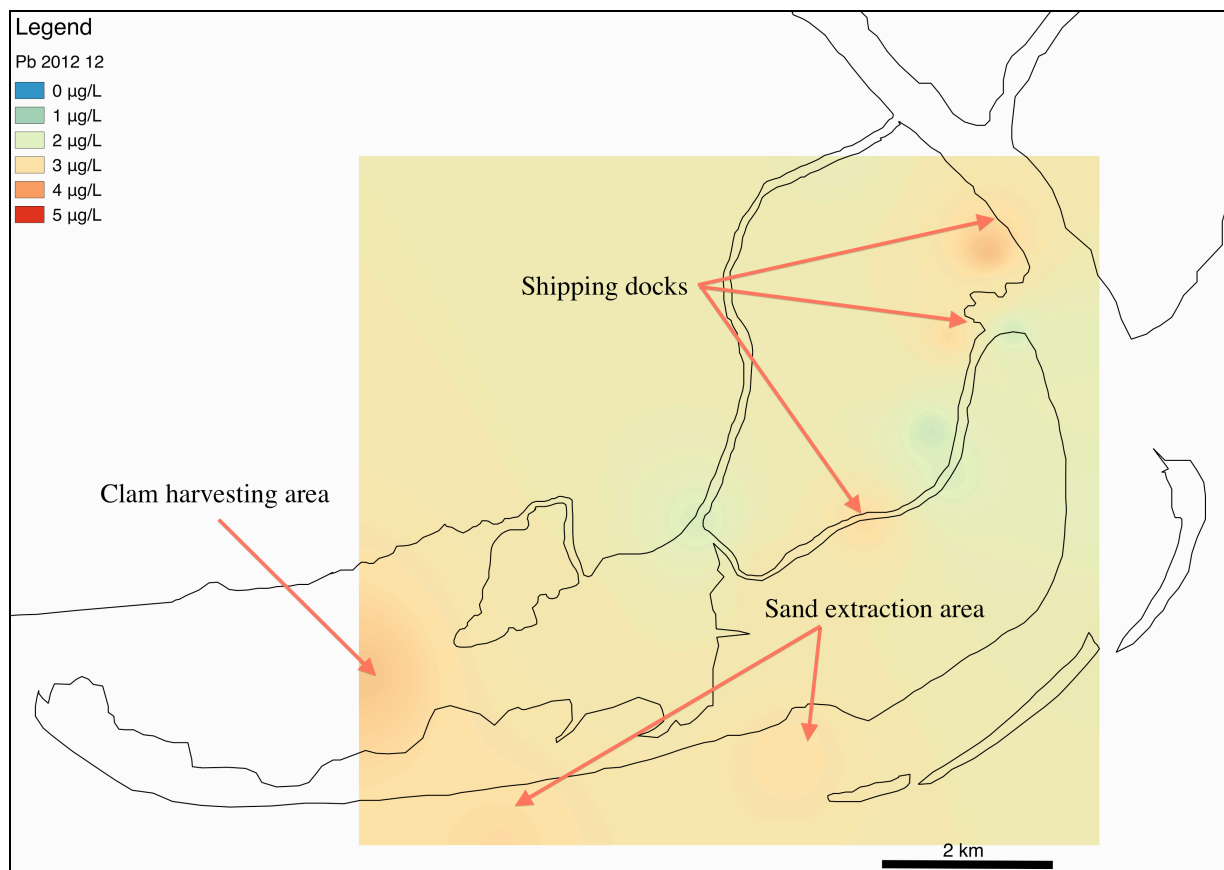 Legend
Pb 2012 12
0 µg/L
1 µg/L
2 µg/L
3 µg/L
4 µg/L
5 µg/L
Shipping docks
Clam harvesting area
Sand extraction area
2 km